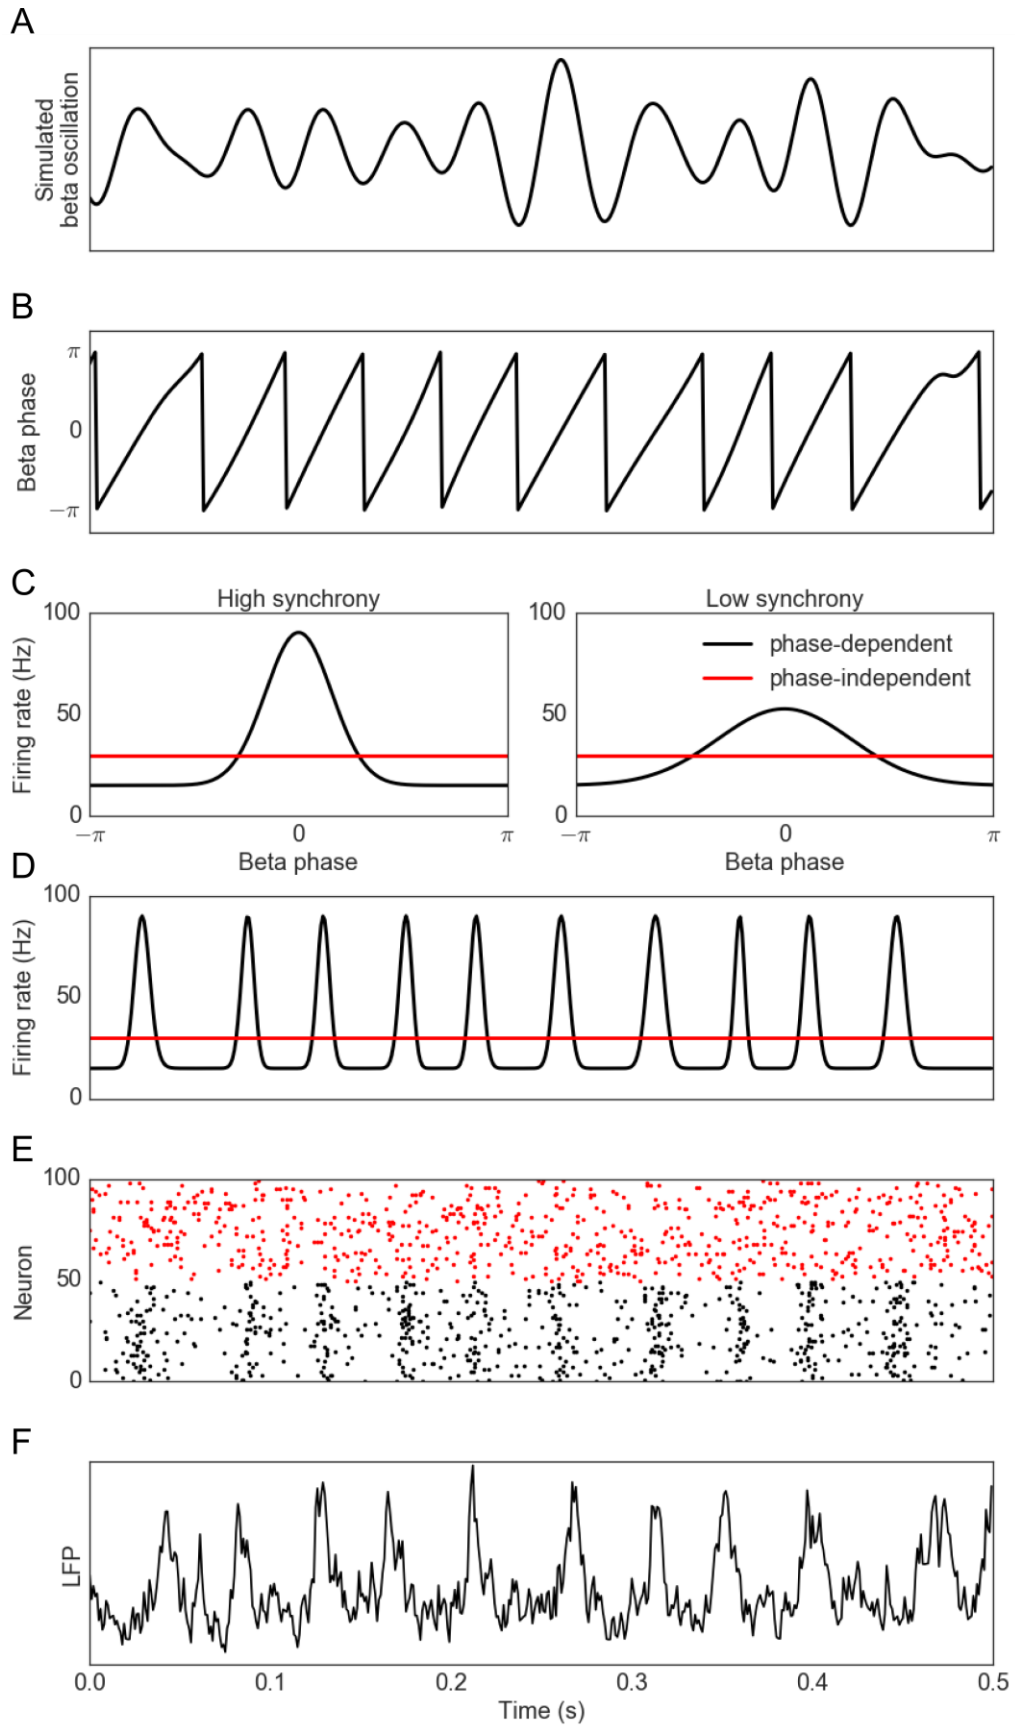 A
Simulated
beta oscillation
B
Beta phase
π
0
−π
C
High synchrony
Low synchrony
Firing rate (Hz)
100
50
0
−π
0
π
Beta phase
100
50
0
phase-dependent
phase-independent
−π
0
π
Beta phase
D
Firing rate (Hz)
100
50
0
E
Neuron
100
50
0
F
LFP
0.0
0.1
0.2
0.3
0.4
0.5
Time (s)